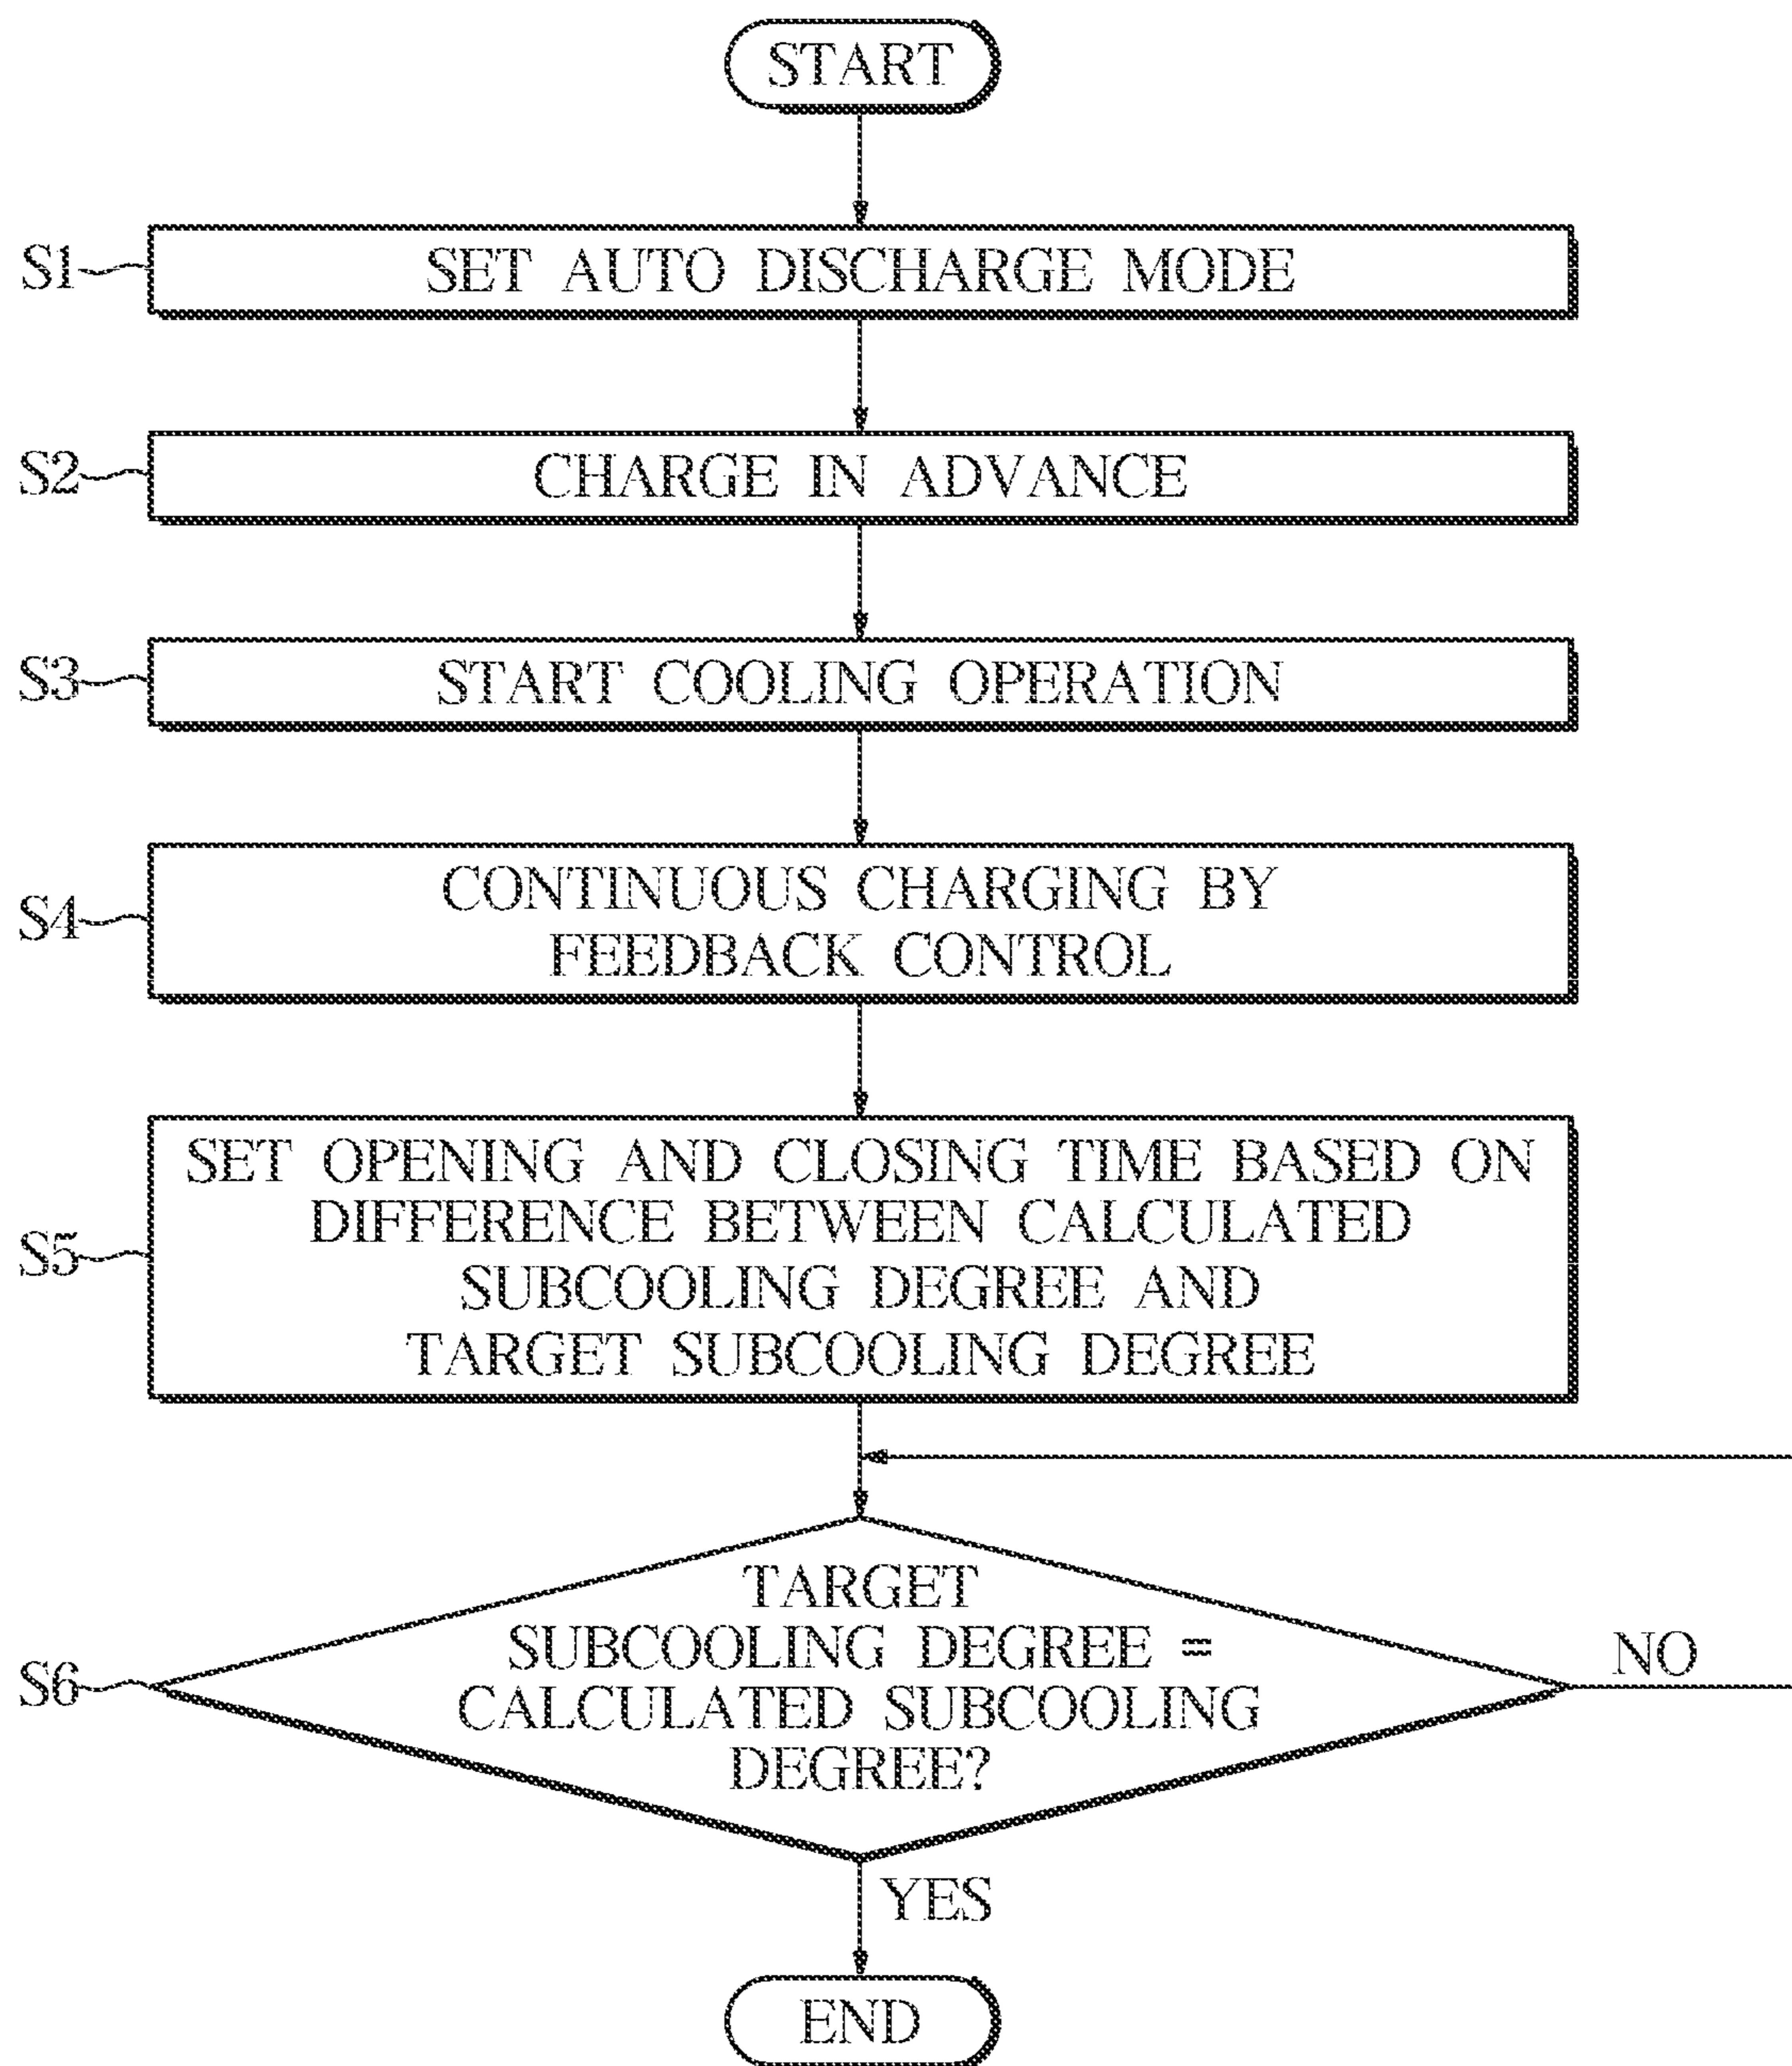 START
S1
SET AUTO DISCHARGE MODE
S2
CHARGE IN ADVANCE
S3
START COOLING OPERATION
S4
CONTINUOUS CHARGING BY
FEEDBACK CONTROL
S5
SET OPENING AND CLOSING TIME BASED ON
DIFFERENCE BETWEEN CALCULATED
SUBCOOLING DEGREE AND
TARGET SUBCOOLING DEGREE
S6
TARGET
SUBCOOLING DEGREE =
CALCULATED SUBCOOLING
DEGREE?
NO
YES
END